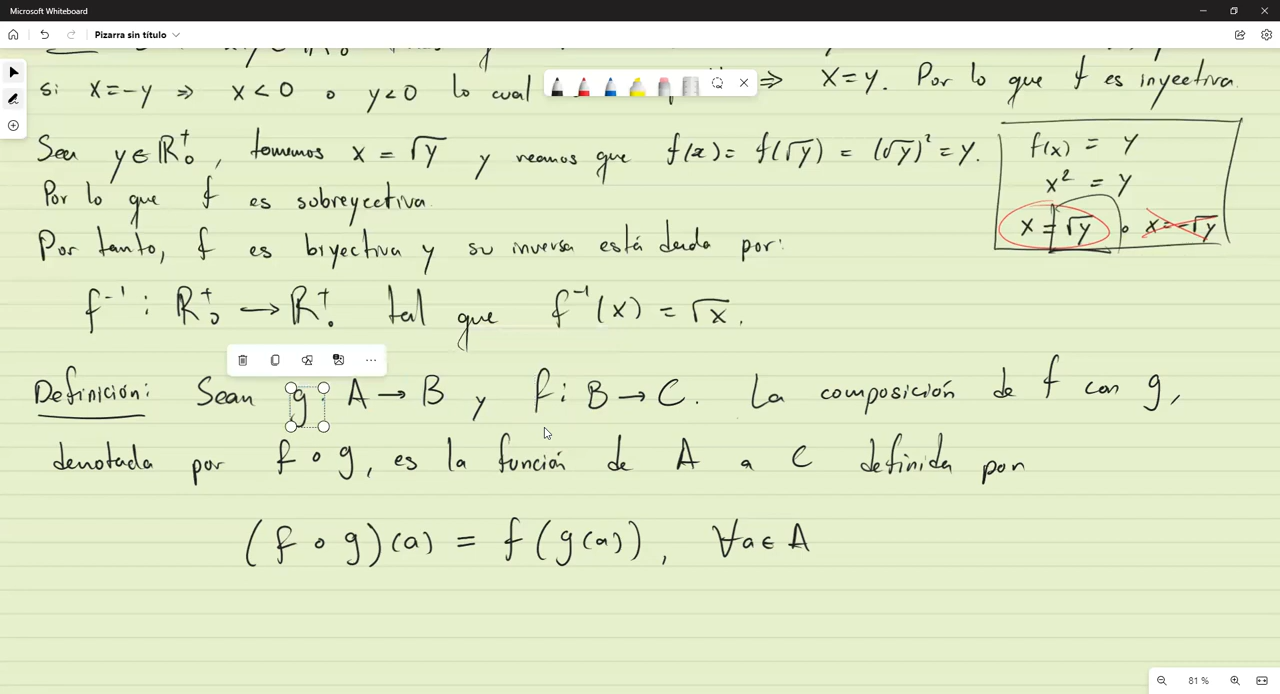 Microsoft Whiteboard
Pizarra sin título
si x=-y ⇒ x<0 o y<0 lo cual ⇒ x=y. Por lo que f es inyectiva.
Sea y∈ℝ₀⁺, tomemos x = √y y veamos que f(x) = f(√y) = (√y)² = y.
Por lo que f es sobreyectiva.
Por tanto, f es biyectiva y su inversa está dada por:
f(x) = y
x² = y
x = √y o x=-√y
f⁻¹ : ℝ₀⁺ → ℝ₀⁺ tal que f⁻¹(x) = √x.
Definición: Sean g A → B y f: B → C. La composición de f con g,
denotada por f ∘ g, es la función de A a C definida por
(f ∘ g)(a) = f(g(a)), ∀a∈A
81 %